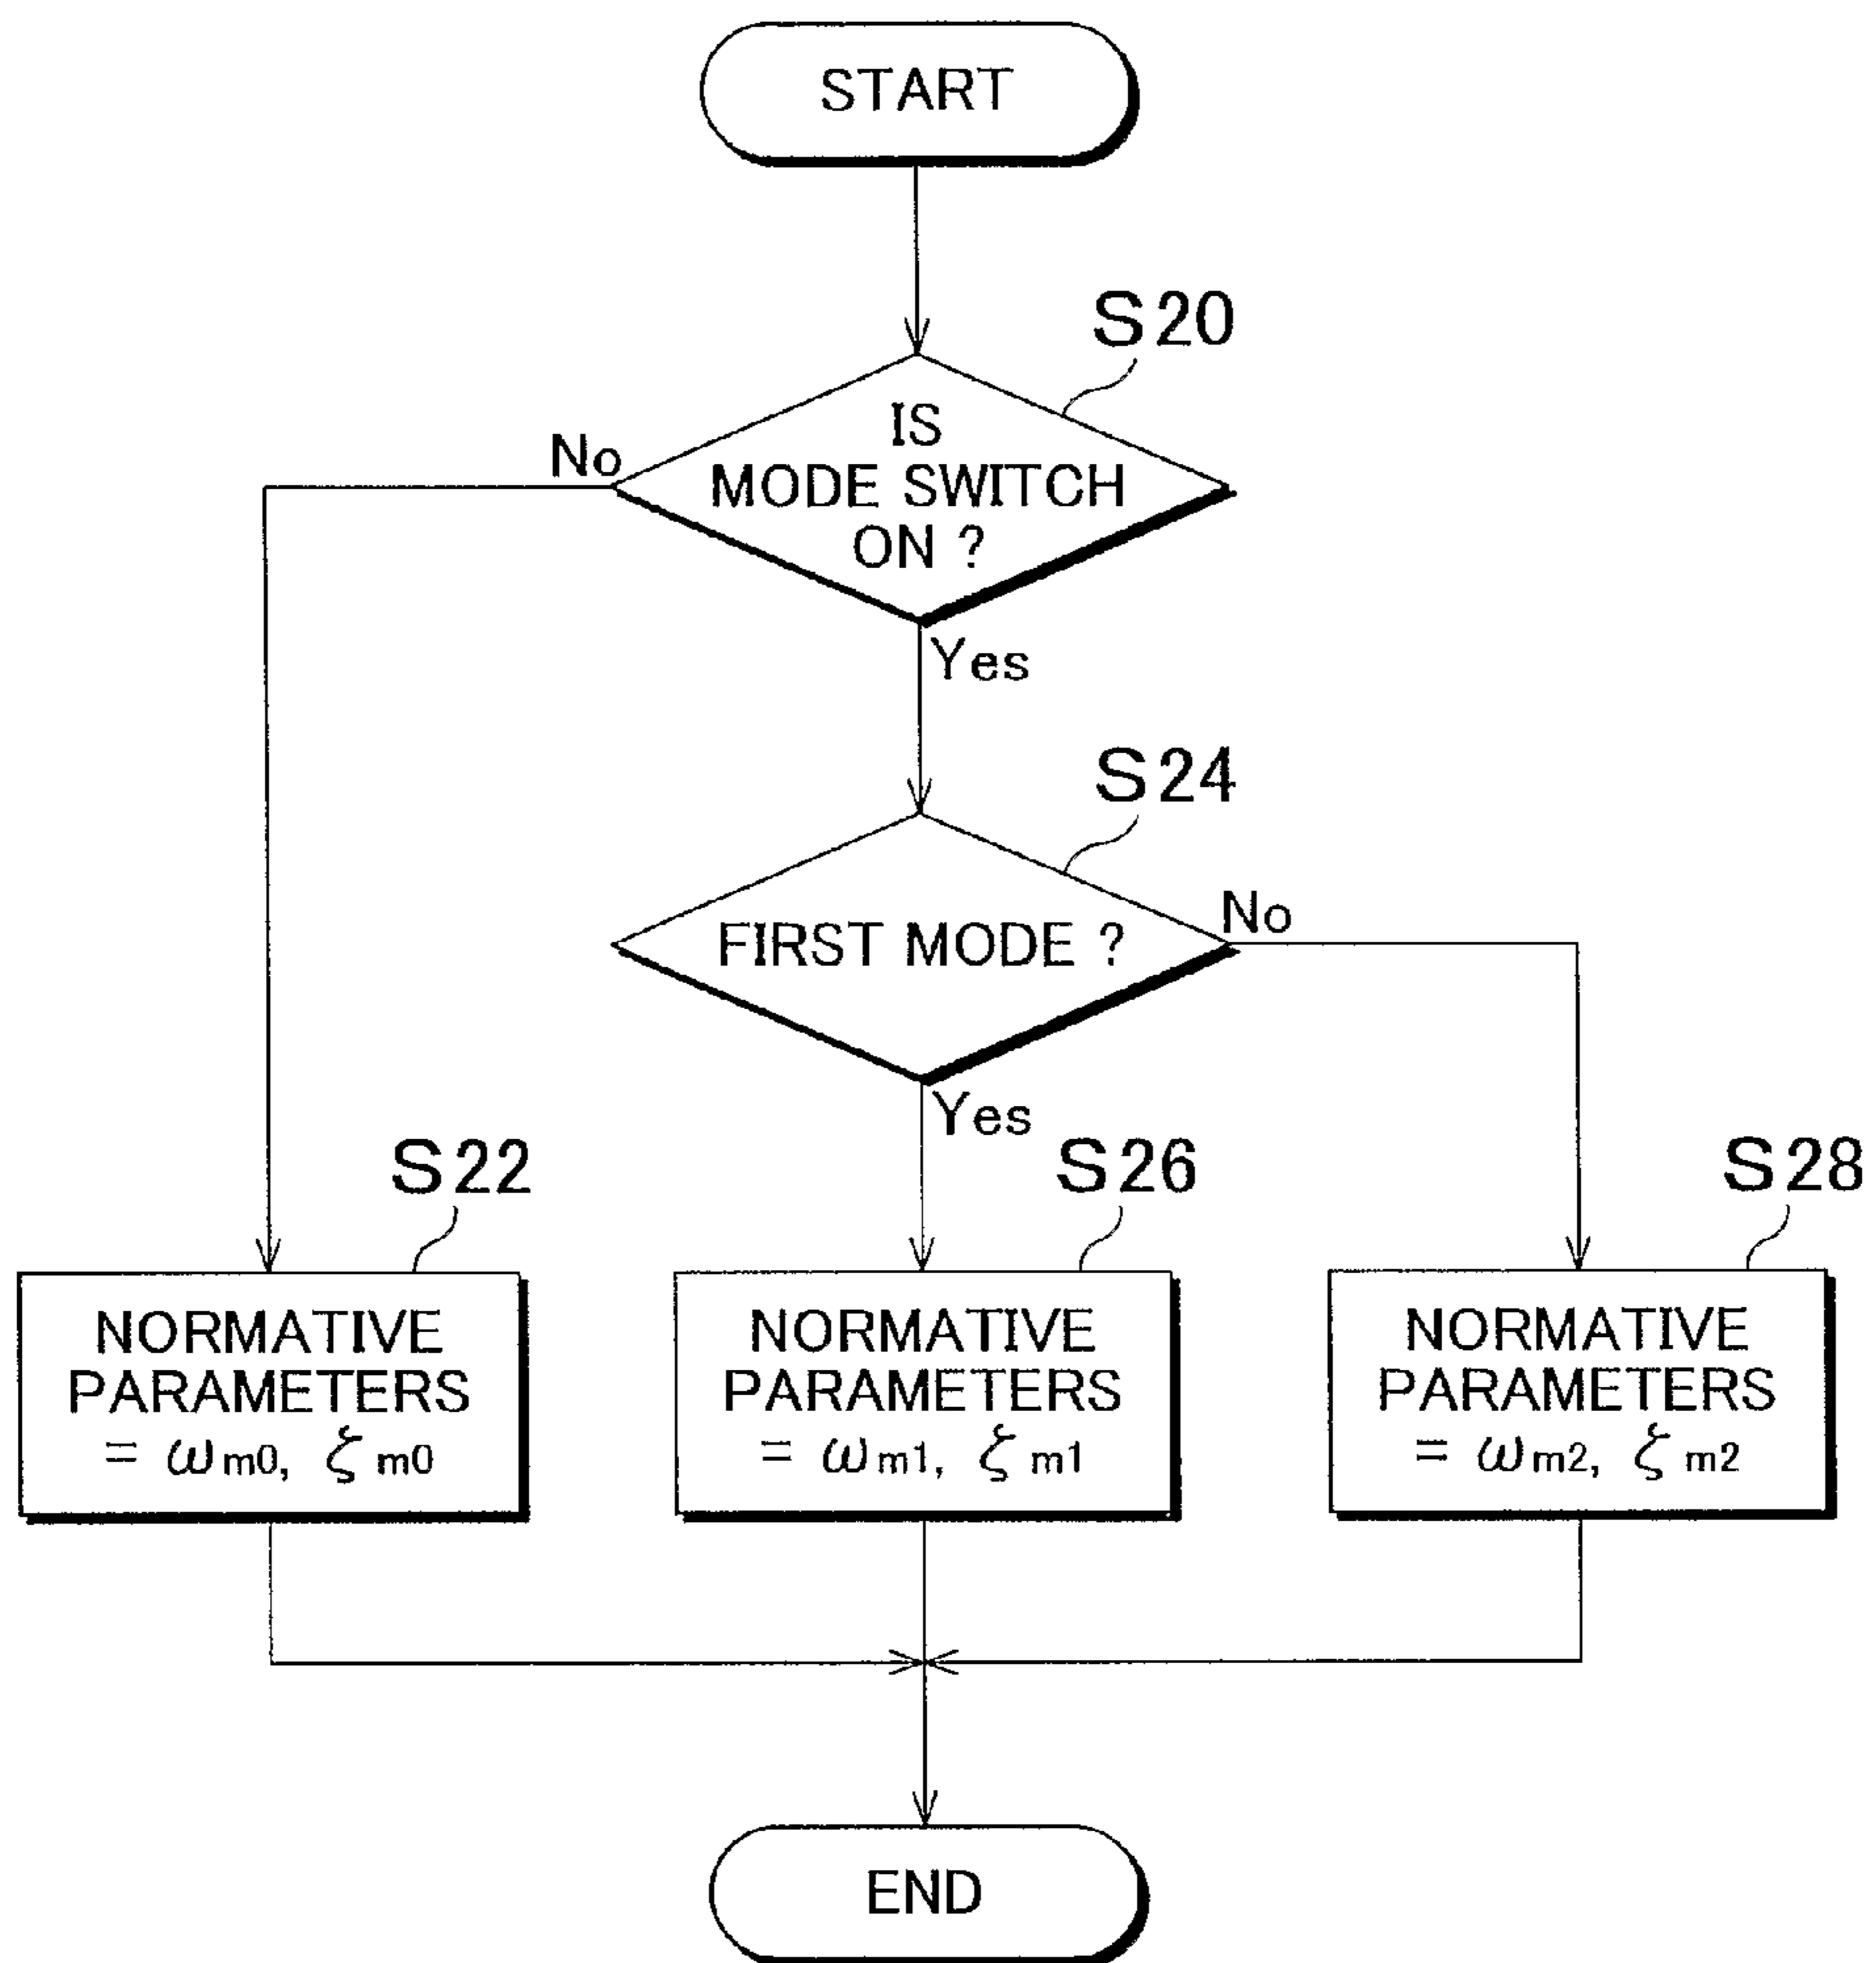 START
S20
IS
MODE SWITCH
ON ?
No
Yes
S24
FIRST MODE ?
No
Yes
S22
NORMATIVE
PARAMETERS
= ωm0, ζm0
S26
NORMATIVE
PARAMETERS
= ωm1, ζm1
S28
NORMATIVE
PARAMETERS
= ωm2, ζm2
END